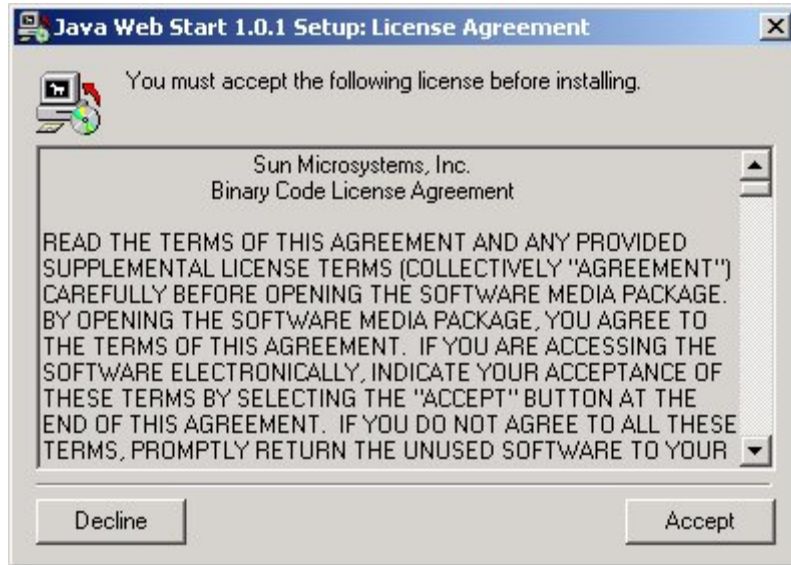 Java Web Start 1.0.1 Setup: License Agreement
You must accept the following license before installing.
Sun Microsystems, Inc.
Binary Code License Agreement
READ THE TERMS OF THIS AGREEMENT AND ANY PROVIDED
SUPPLEMENTAL LICENSE TERMS (COLLECTIVELY "AGREEMENT")
CAREFULLY BEFORE OPENING THE SOFTWARE MEDIA PACKAGE.
BY OPENING THE SOFTWARE MEDIA PACKAGE, YOU AGREE TO
THE TERMS OF THIS AGREEMENT.  IF YOU ARE ACCESSING THE
SOFTWARE ELECTRONICALLY, INDICATE YOUR ACCEPTANCE OF
THESE TERMS BY SELECTING THE "ACCEPT" BUTTON AT THE
END OF THIS AGREEMENT.  IF YOU DO NOT AGREE TO ALL THESE
TERMS, PROMPTLY RETURN THE UNUSED SOFTWARE TO YOUR
Decline
Accept